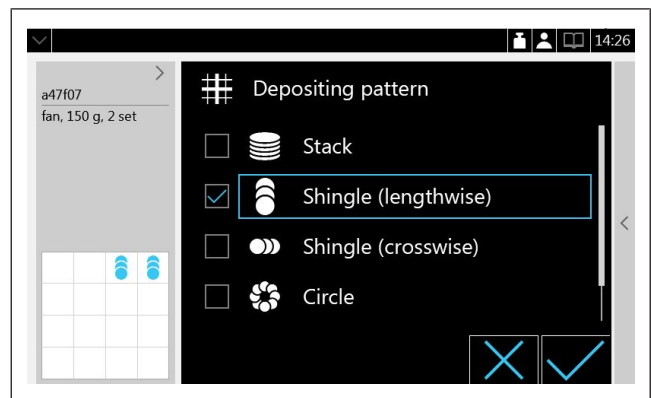 14:26
a47f07
fan, 150 g, 2 set
Depositing pattern
Stack
Shingle (lengthwise)
Shingle (crosswise)
Circle